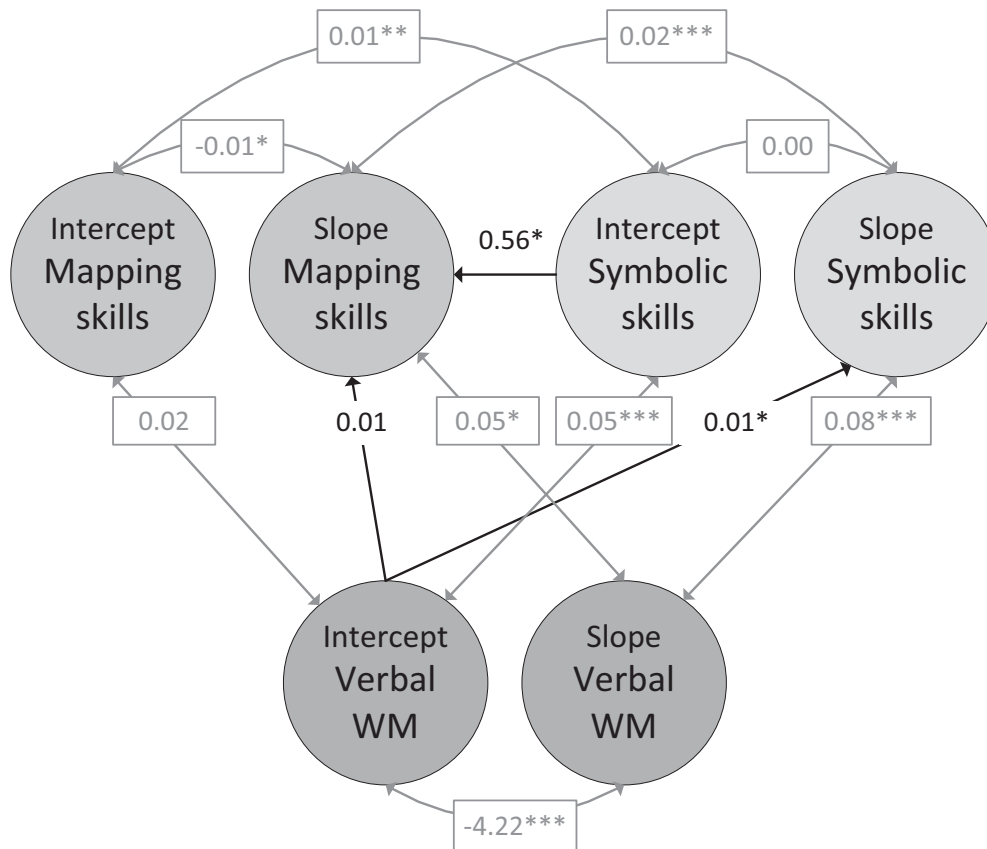 0.01**
0.02***
-0.01*
0.00
Intercept
Mapping
skills
Slope
Mapping
skills
0.56*
Intercept
Symbolic
skills
Slope
Symbolic
skills
0.02
0.01
0.05*
0.05***
0.01*
0.08***
Intercept
Verbal
WM
Slope
Verbal
WM
-4.22***